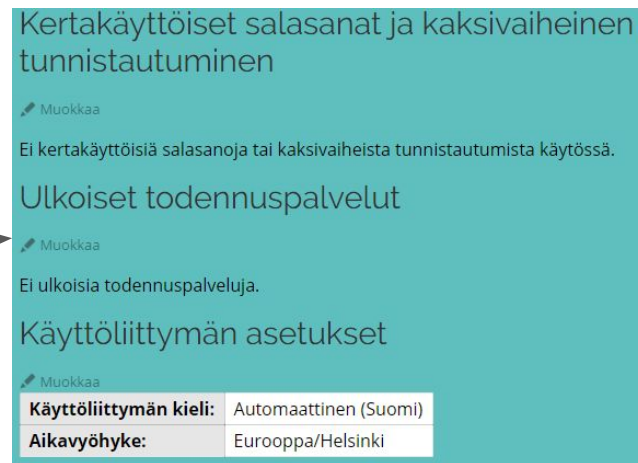 Kertakäyttöiset salasanat ja kaksivaiheinen
tunnistautuminen
Muokkaa
Ei kertakäyttöisiä salasanoja tai kaksivaiheista tunnistautumista käytössä.
Ulkoiset todennuspalvelut
Muokkaa
Ei ulkoisia todennuspalveluja.
Käyttöliittymän asetukset
Muokkaa
Käyttöliittymän kieli: Automaattinen (Suomi)
Aikavyöhyke: Eurooppa/Helsinki